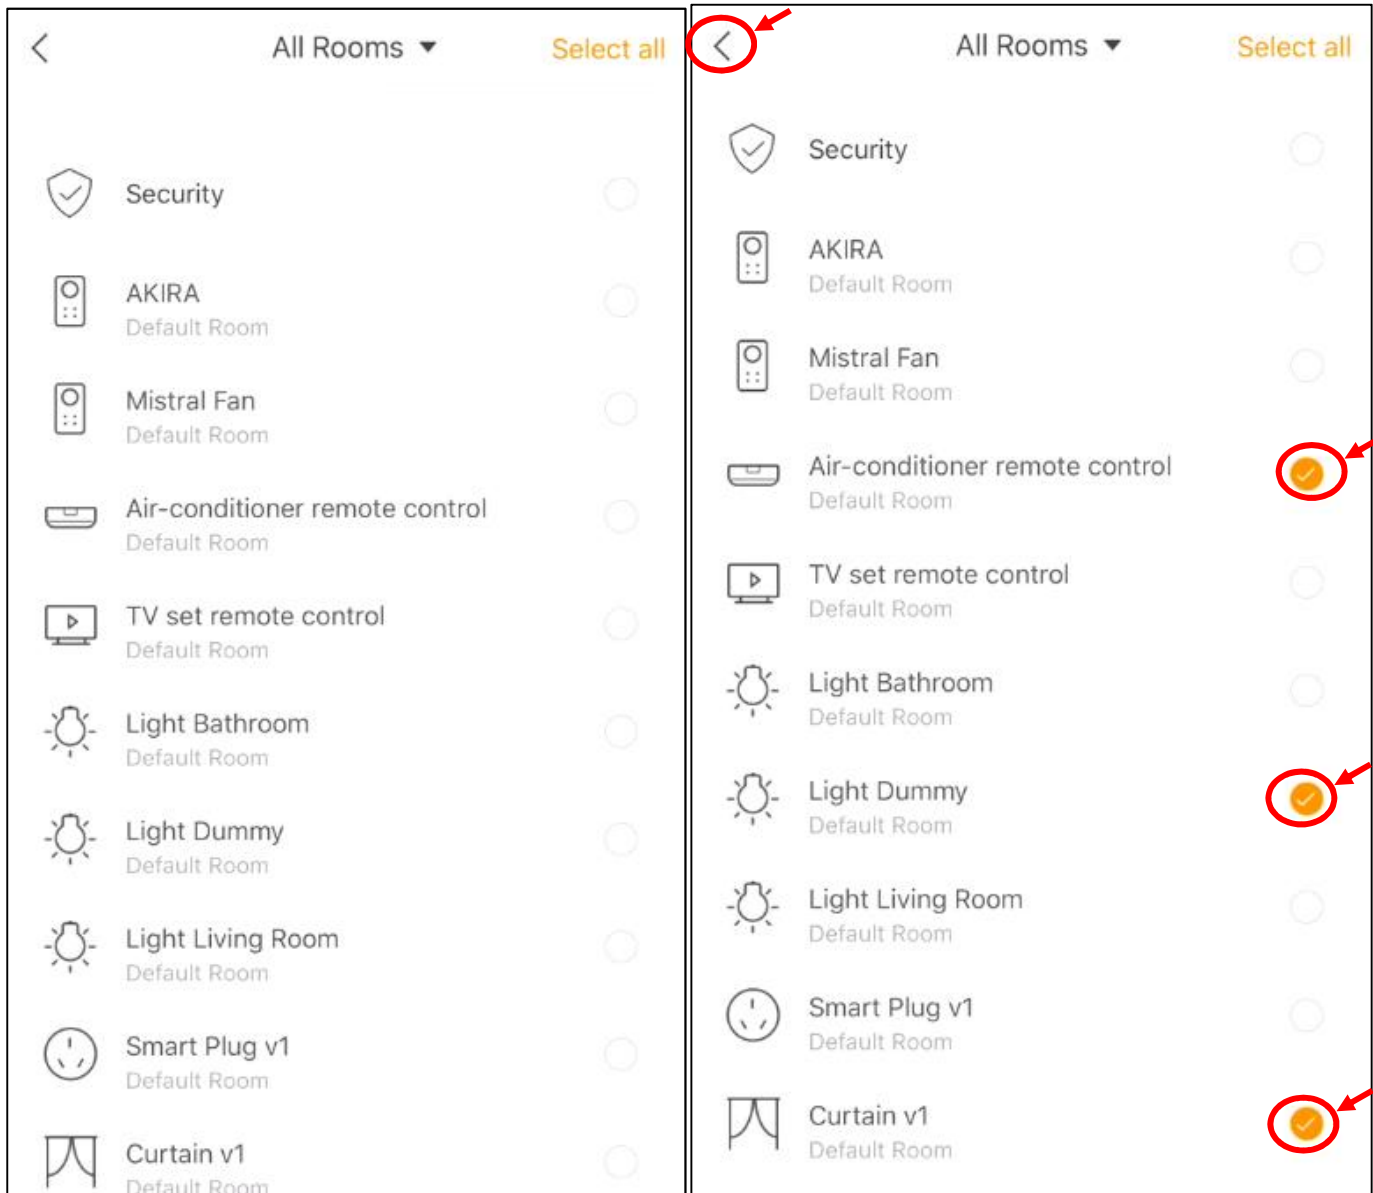 All Rooms
Select all
Security
AKIRA
Default Room
Mistral Fan
Default Room
Air-conditioner remote control
Default Room
TV set remote control
Default Room
Light Bathroom
Default Room
Light Dummy
Default Room
Light Living Room
Default Room
Smart Plug v1
Default Room
Curtain v1
Default Room
All Rooms
Select all
Security
AKIRA
Default Room
Mistral Fan
Default Room
Air-conditioner remote control
Default Room
TV set remote control
Default Room
Light Bathroom
Default Room
Light Dummy
Default Room
Light Living Room
Default Room
Smart Plug v1
Default Room
Curtain v1
Default Room